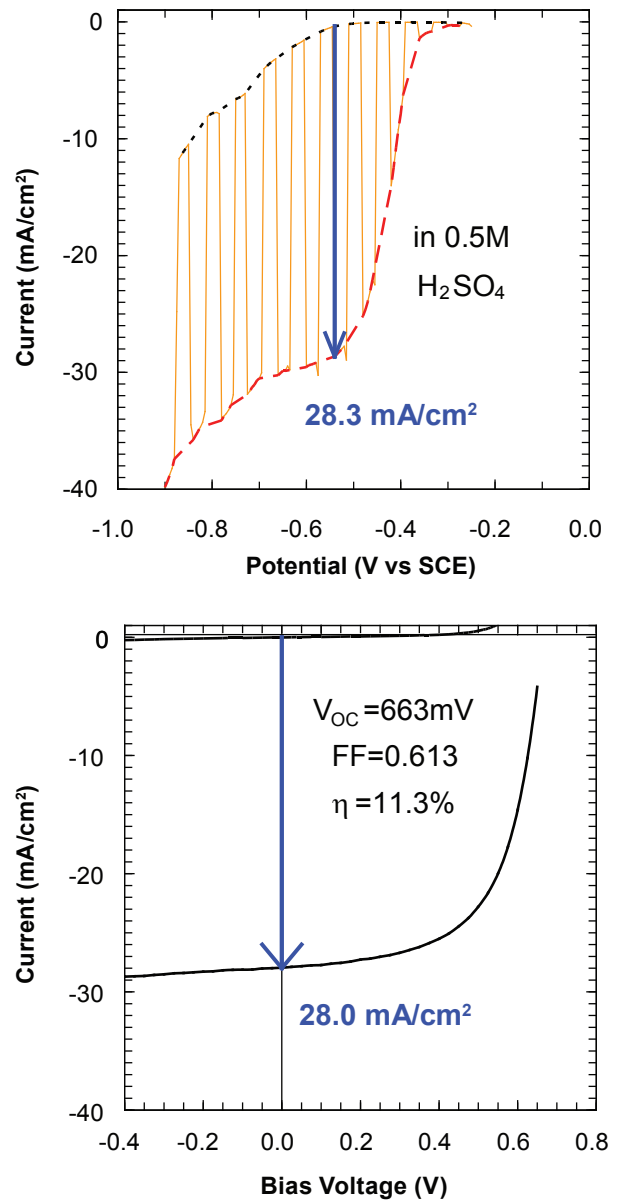 0
-10
-20
-30
-40
Current (mA/cm²)
in 0.5M
H₂SO₄
28.3 mA/cm²
-1.0 -0.8 -0.6 -0.4 -0.2 0.0
Potential (V vs SCE)
0
-10
-20
-30
-40
Current (mA/cm²)
V_OC=663mV
FF=0.613
η=11.3%
28.0 mA/cm²
-0.4 -0.2 0.0 0.2 0.4 0.6 0.8
Bias Voltage (V)